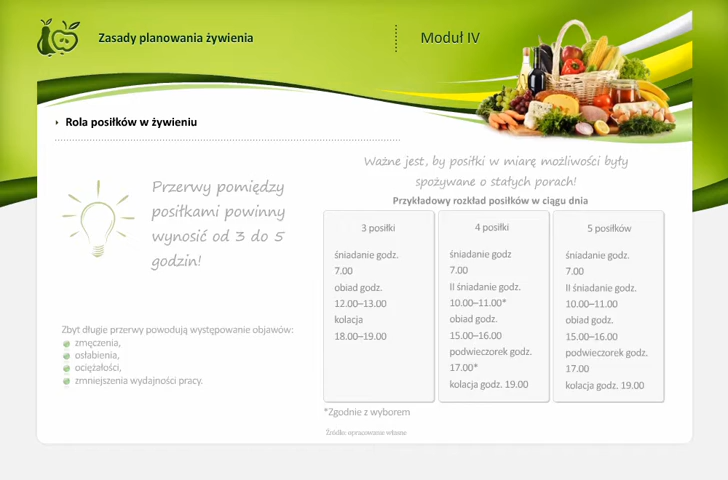 Zasady planowania żywienia
Moduł IV
Rola posiłków w żywieniu
Przerwy pomiędzy
posiłkami powinny
wynosić od 3 do 5
godzin!
Zbyt długie przerwy powodują występowanie objawów:
zmęczenia,
osłabienia,
ociężałości,
zmniejszenia wydajności pracy.
Ważne jest, by posiłki w miarę możliwości były
spożywane o stałych porach!
Przykładowy rozkład posiłków w ciągu dnia
3 posiłki
śniadanie godz.
7.00
obiad godz.
12.00–13.00
kolacja
18.00–19.00
4 posiłki
śniadanie godz
7.00
II śniadanie godz.
10.00–11.00*
obiad godz.
15.00–16.00
podwieczorek godz.
17.00*
kolacja godz. 19.00
5 posiłków
śniadanie godz.
7.00
II śniadanie godz.
10.00–11.00
obiad godz.
15.00–16.00
podwieczorek godz.
17.00
kolacja godz. 19.00
*Zgodnie z wyborem
Źródło: opracowanie własne